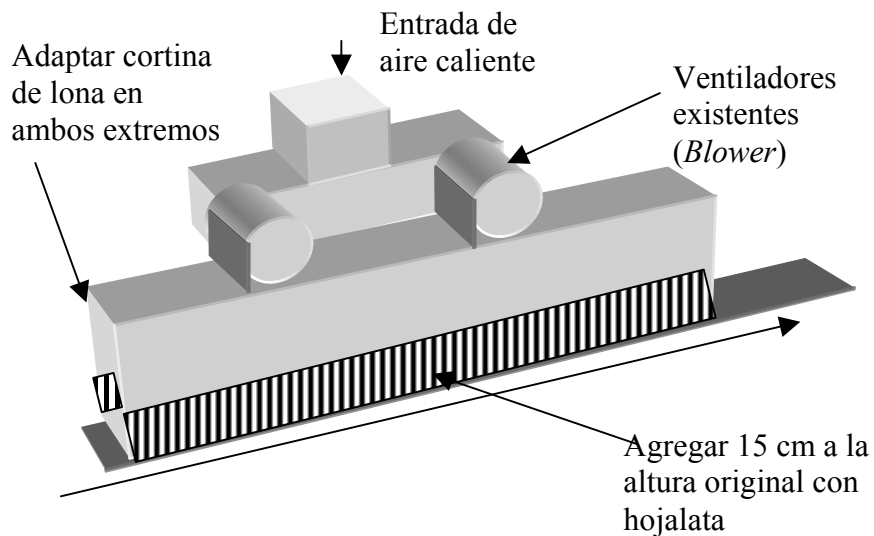 Entrada de
aire caliente
Adaptar cortina
de lona en
ambos extremos
Ventiladores
existentes
(Blower)
Agregar 15 cm a la
altura original con
hojalata